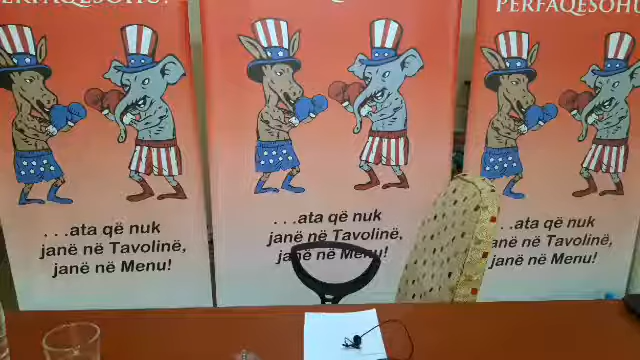 PERFAQESOHU!
. . .ata që nuk
janë në Tavolinë,
janë në Menu!
. . .ata që nuk
janë në Tavolinë,
janë në Menu!
PERFAQESOHU
. . .ata që nuk
janë në Tavolinë,
janë në Menu!